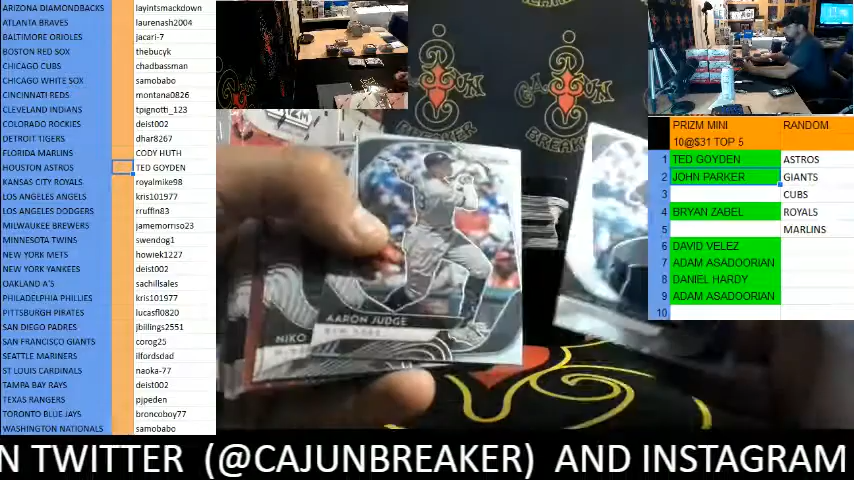 ARIZONA DIAMONDBACKS layintsmackdown
ATLANTA BRAVES laurenash2004
BALTIMORE ORIOLES jacari-7
BOSTON RED SOX thebucyk
CHICAGO CUBS chadbassman
CHICAGO WHITE SOX samobabo
CINCINNATI REDS montana0826
CLEVELAND INDIANS tpignotti_123
COLORADO ROCKIES deist002
DETROIT TIGERS dhar8267
FLORIDA MARLINS CODY HUTH
HOUSTON ASTROS TED GOYDEN
KANSAS CITY ROYALS royalmike98
LOS ANGELES ANGELS kris101977
LOS ANGELES DODGERS rruffin83
MILWAUKEE BREWERS jamemorriso23
MINNESOTA TWINS swendog1
NEW YORK METS howiek1227
NEW YORK YANKEES deist002
OAKLAND A'S sachillsales
PHILADELPHIA PHILLIES kris101977
PITTSBURGH PIRATES lucasfl0820
SAN DIEGO PADRES jbillings2551
SAN FRANCISCO GIANTS corog25
SEATTLE MARINERS ilfordsdad
ST LOUIS CARDINALS naoka-77
TAMPA BAY RAYS deist002
TEXAS RANGERS pjpeden
TORONTO BLUE JAYS broncoboy77
WASHINGTON NATIONALS samobabo
CAJUN
BREAKER
CAJUN
BREAKER
AARON JUDGE
NIKO
PRIZM MINI RANDOM
10@$31 TOP 5
1 TED GOYDEN ASTROS
2 JOHN PARKER GIANTS
3 CUBS
4 BRYAN ZABEL ROYALS
5 MARLINS
6 DAVID VELEZ
7 ADAM ASADOORIAN
8 DANIEL HARDY
9 ADAM ASADOORIAN
10
N TWITTER (@CAJUNBREAKER) AND INSTAGRAM